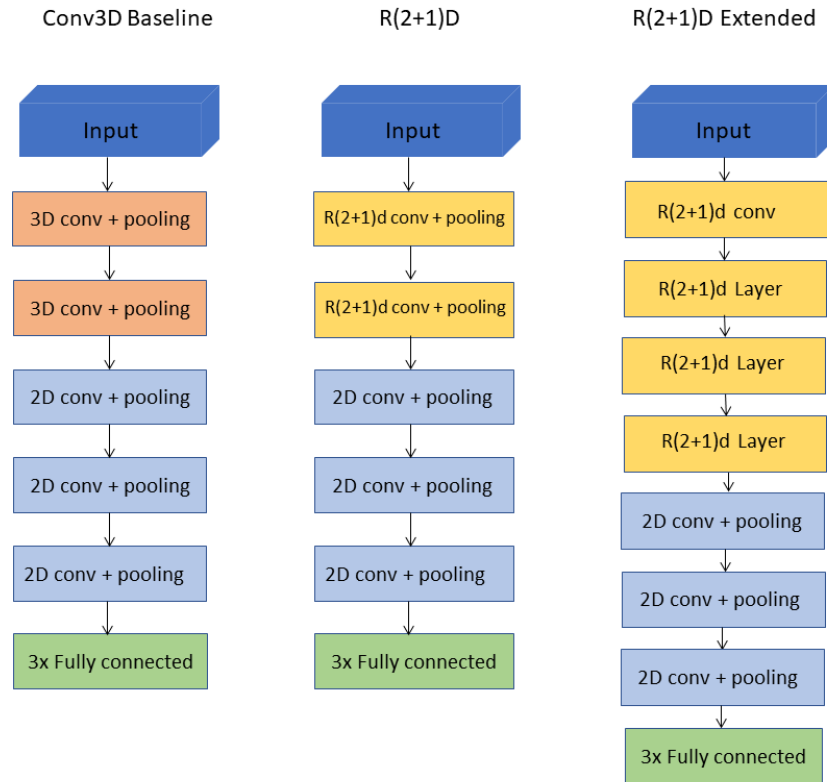 Conv3D Baseline
Input
3D conv + pooling
3D conv + pooling
2D conv + pooling
2D conv + pooling
2D conv + pooling
3x Fully connected
R(2+1)D
Input
R(2+1)d conv + pooling
R(2+1)d conv + pooling
2D conv + pooling
2D conv + pooling
2D conv + pooling
3x Fully connected
R(2+1)D Extended
Input
R(2+1)d conv
R(2+1)d Layer
R(2+1)d Layer
R(2+1)d Layer
2D conv + pooling
2D conv + pooling
2D conv + pooling
3x Fully connected